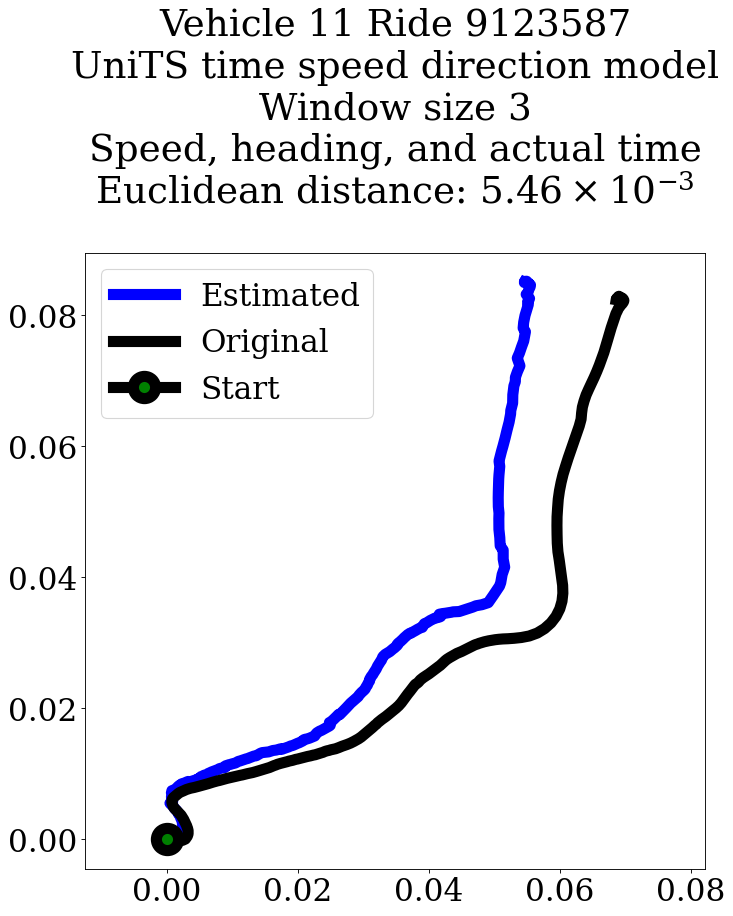 Vehicle 11 Ride 9123587
UniTS time speed direction model
Window size 3
Speed, heading, and actual time
Euclidean distance: 5.46 × 10⁻³
Estimated
Original
Start
0.08
0.06
0.04
0.02
0.00
0.00 0.02 0.04 0.06 0.08